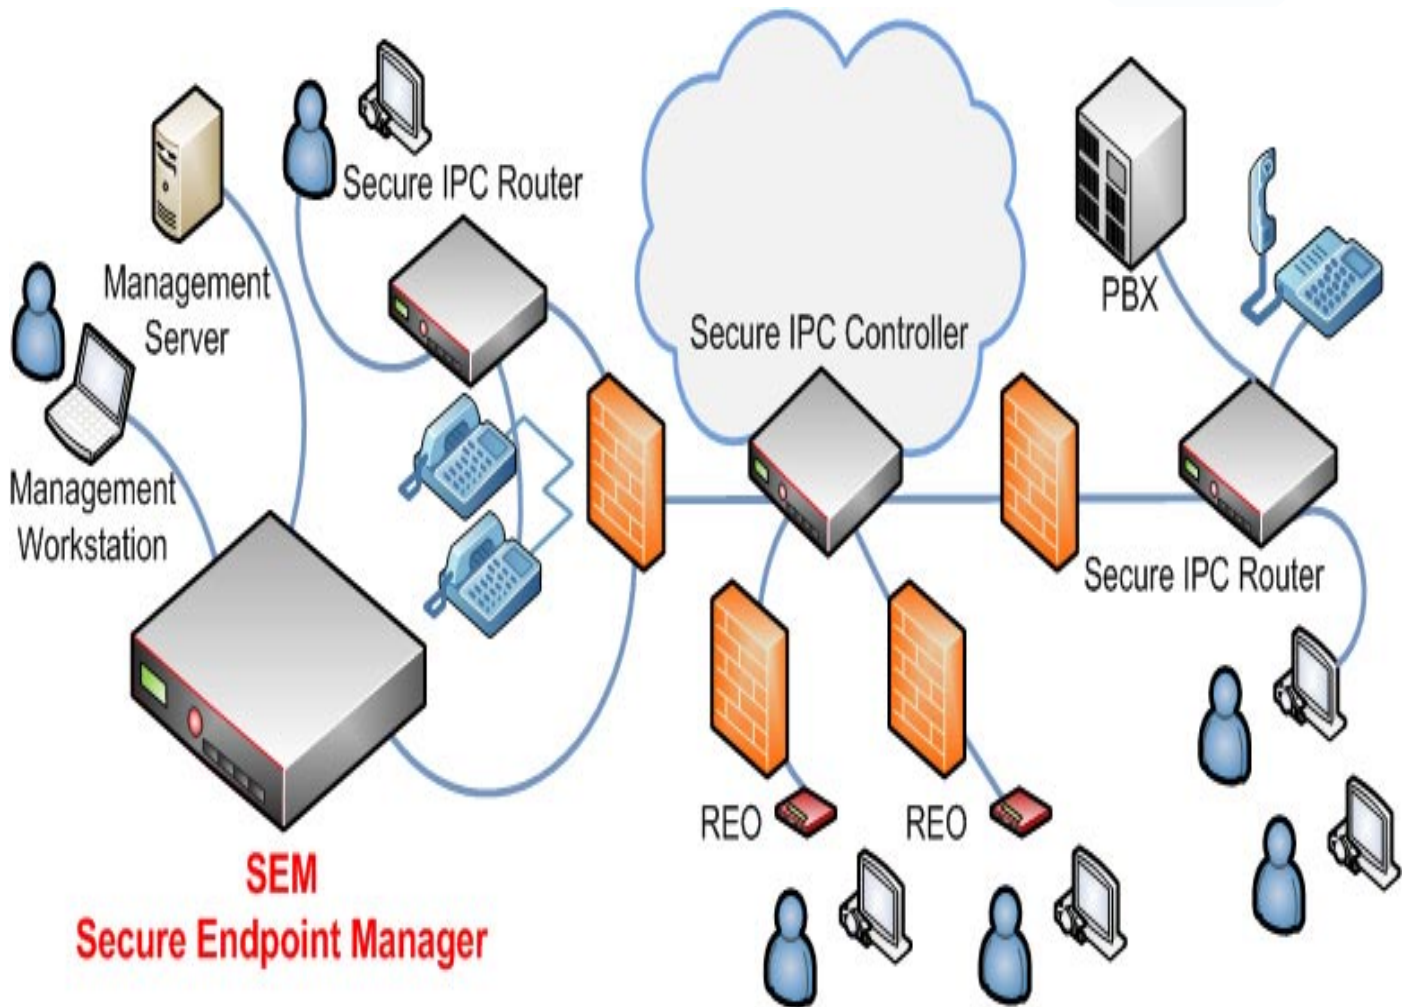 Secure IPC Router
Management
Server
PBX
Secure IPC Controller
Management
Workstation
Secure IPC Router
REO
REO
SEM
Secure Endpoint Manager